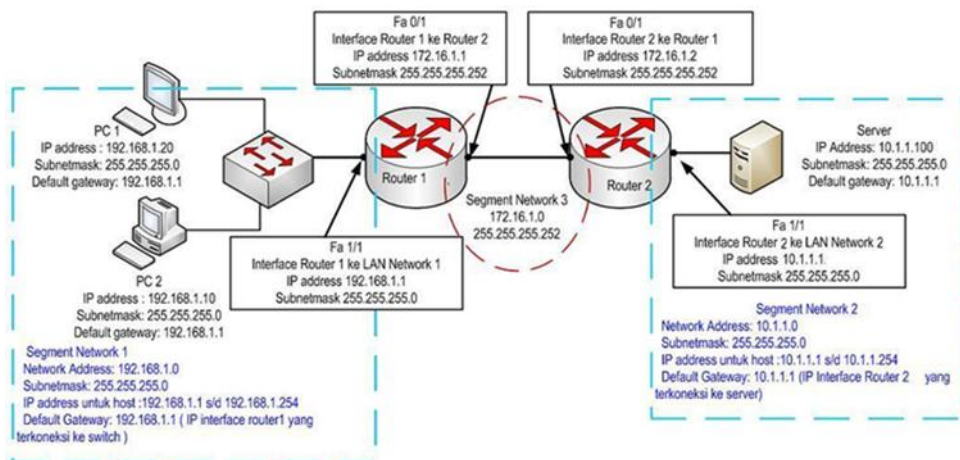 Fa 0/1
Interface Router 1 ke Router 2
IP address 172.16.1.1
Subnetmask 255.255.255.252
Fa 0/1
Interface Router 2 ke Router 1
IP address 172.16.1.2
Subnetmask 255.255.255.252
PC 1
IP address : 192.168.1.20
Subnetmask: 255.255.255.0
Default gateway: 192.168.1.1
Router 1
Router 2
Server
IP Address: 10.1.1.100
Subnetmask: 255.255.255.0
Default gateway: 10.1.1.1
Segment Network 3
172.16.1.0
255.255.255.252
Fa 1/1
Interface Router 1 ke LAN Network 1
IP address 192.168.1.1
Subnetmask 255.255.255.0
Fa 1/1
Interface Router 2 ke LAN Network 2
IP address 10.1.1.1
Subnetmask 255.255.255.0
PC 2
IP address : 192.168.1.10
Subnetmask: 255.255.255.0
Default gateway: 192.168.1.1
Segment Network 1
Network Address: 192.168.1.0
Subnetmask: 255.255.255.0
IP address untuk host :192.168.1.1 s/d 192.168.1.254
Default Gateway: 192.168.1.1 ( IP interface router1 yang
terkoneksi ke switch )
Segment Network 2
Network Address: 10.1.1.0
Subnetmask: 255.255.255.0
IP address untuk host :10.1.1.1 s/d 10.1.1.254
Default Gateway: 10.1.1.1 (IP Interface Router 2 yang
terkoneksi ke server)